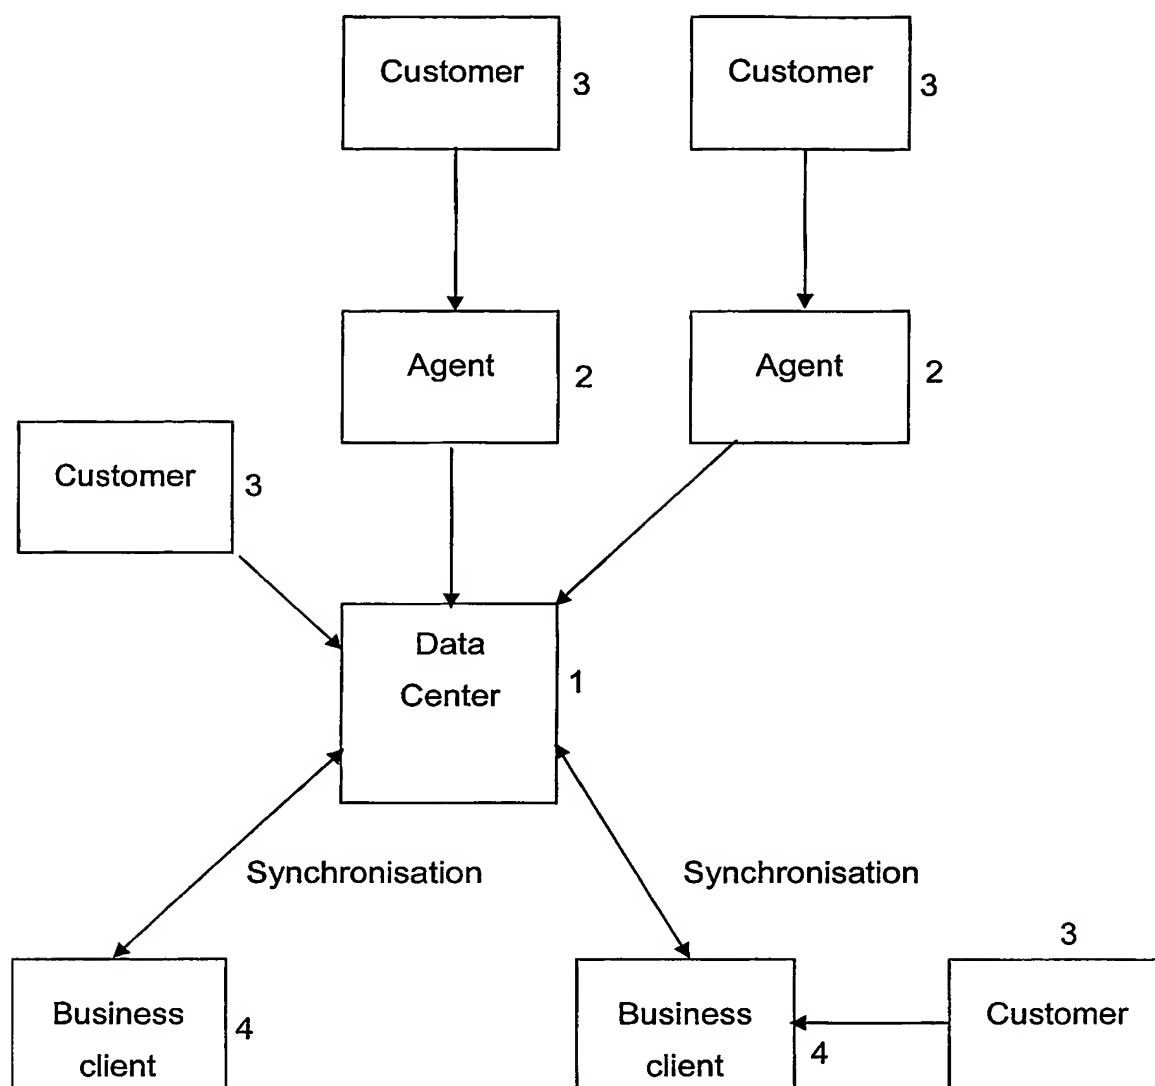 Customer 3
Customer 3
Agent 2
Agent 2
Customer 3
Data
Center
1
Synchronisation
Synchronisation
3
Business
client
4
Business
client
4
Customer